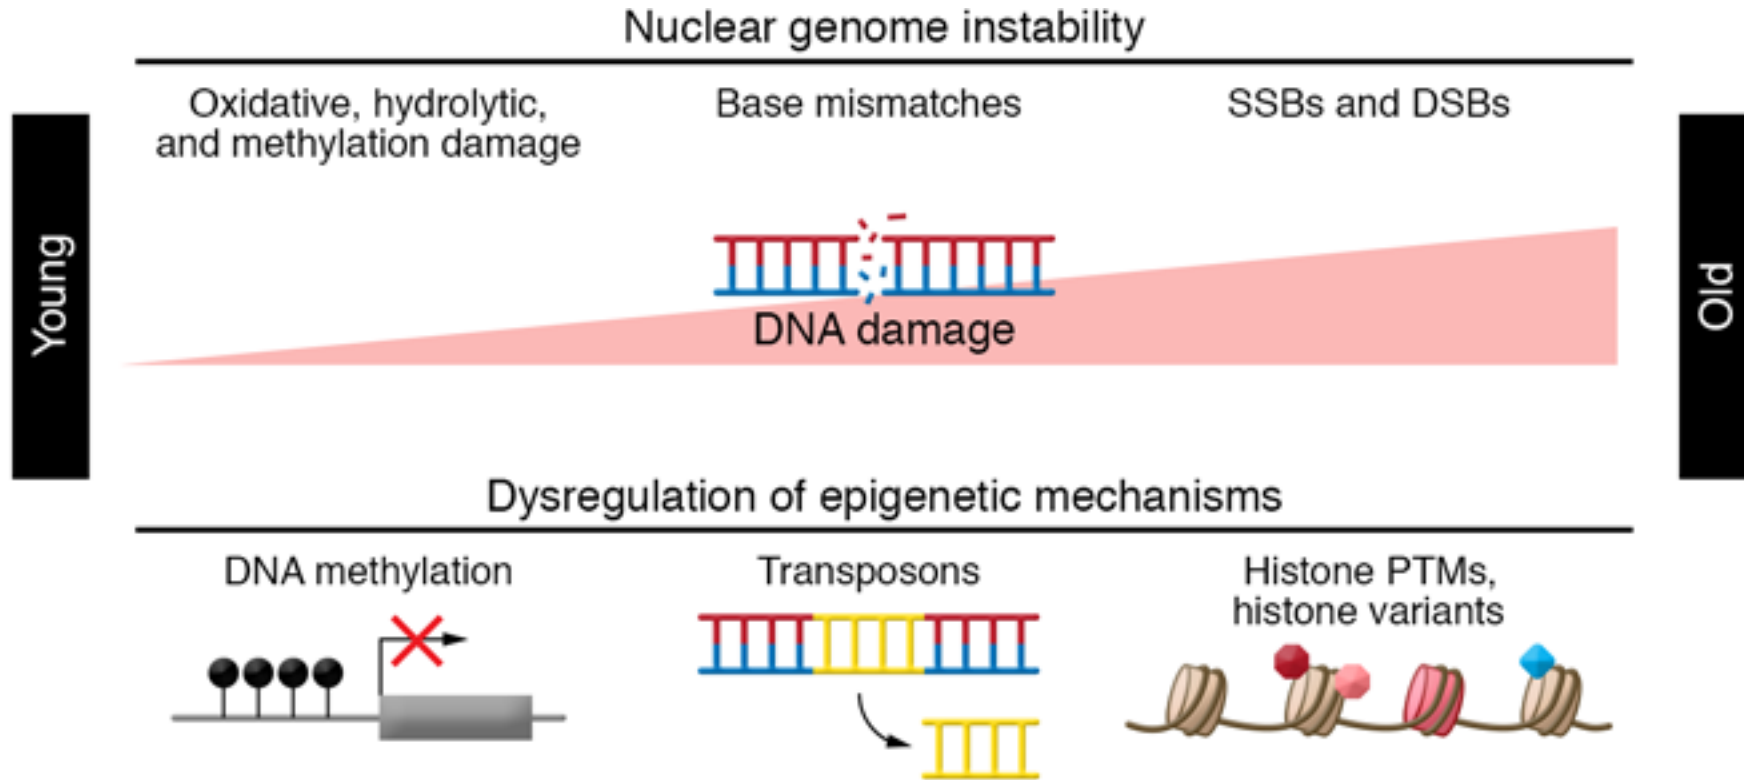 Nuclear genome instability
Oxidative, hydrolytic,
and methylation damage
Base mismatches
SSBs and DSBs
Young
Old
DNA damage
Dysregulation of epigenetic mechanisms
DNA methylation
Transposons
Histone PTMs,
histone variants